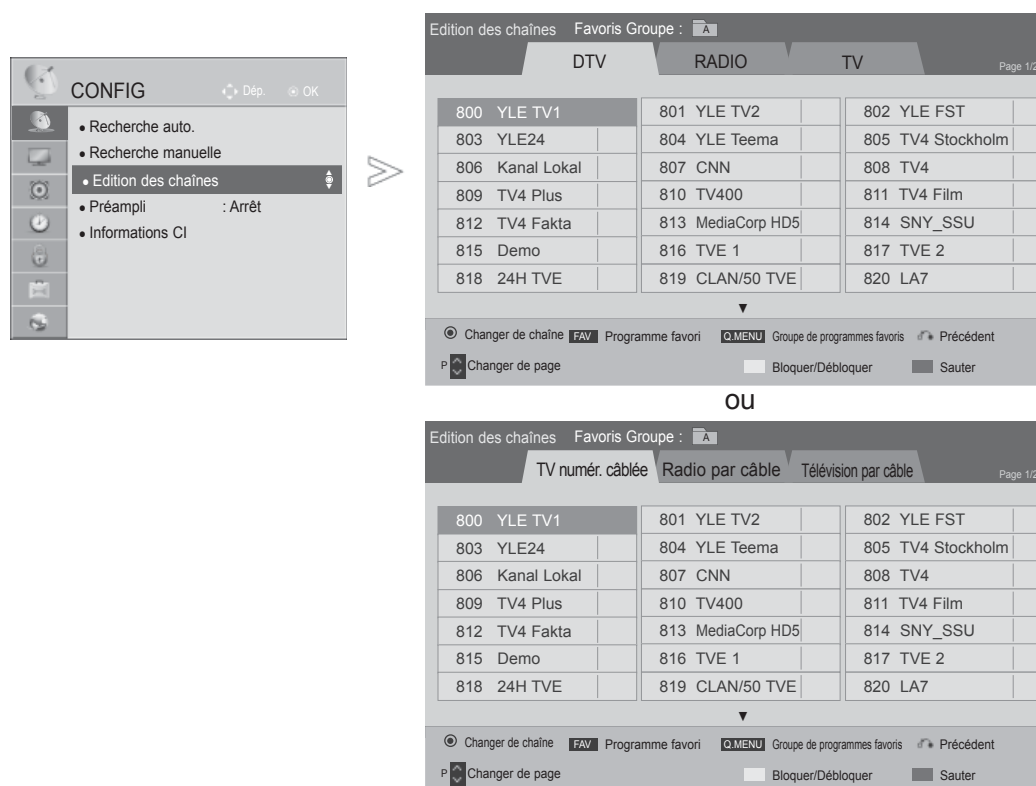 CONFIG Dép. OK
Recherche auto.
Recherche manuelle
Edition des chaînes
Préampli : Arrêt
Informations CI
Edition des chaînes Favoris Groupe : A
DTV RADIO TV Page 1/2
800 YLE TV1 801 YLE TV2 802 YLE FST
803 YLE24 804 YLE Teema 805 TV4 Stockholm
806 Kanal Lokal 807 CNN 808 TV4
809 TV4 Plus 810 TV400 811 TV4 Film
812 TV4 Fakta 813 MediaCorp HD5 814 SNY_SSU
815 Demo 816 TVE 1 817 TVE 2
818 24H TVE 819 CLAN/50 TVE 820 LA7
Changer de chaîne FAV Programme favori Q.MENU Groupe de programmes favoris Précédent
P Changer de page Bloquer/Débloquer Sauter
ou
Edition des chaînes Favoris Groupe : A
TV numér. câblée Radio par câble Télévision par câble Page 1/2
800 YLE TV1 801 YLE TV2 802 YLE FST
803 YLE24 804 YLE Teema 805 TV4 Stockholm
806 Kanal Lokal 807 CNN 808 TV4
809 TV4 Plus 810 TV400 811 TV4 Film
812 TV4 Fakta 813 MediaCorp HD5 814 SNY_SSU
815 Demo 816 TVE 1 817 TVE 2
818 24H TVE 819 CLAN/50 TVE 820 LA7
Changer de chaîne FAV Programme favori Q.MENU Groupe de programmes favoris Précédent
P Changer de page Bloquer/Débloquer Sauter